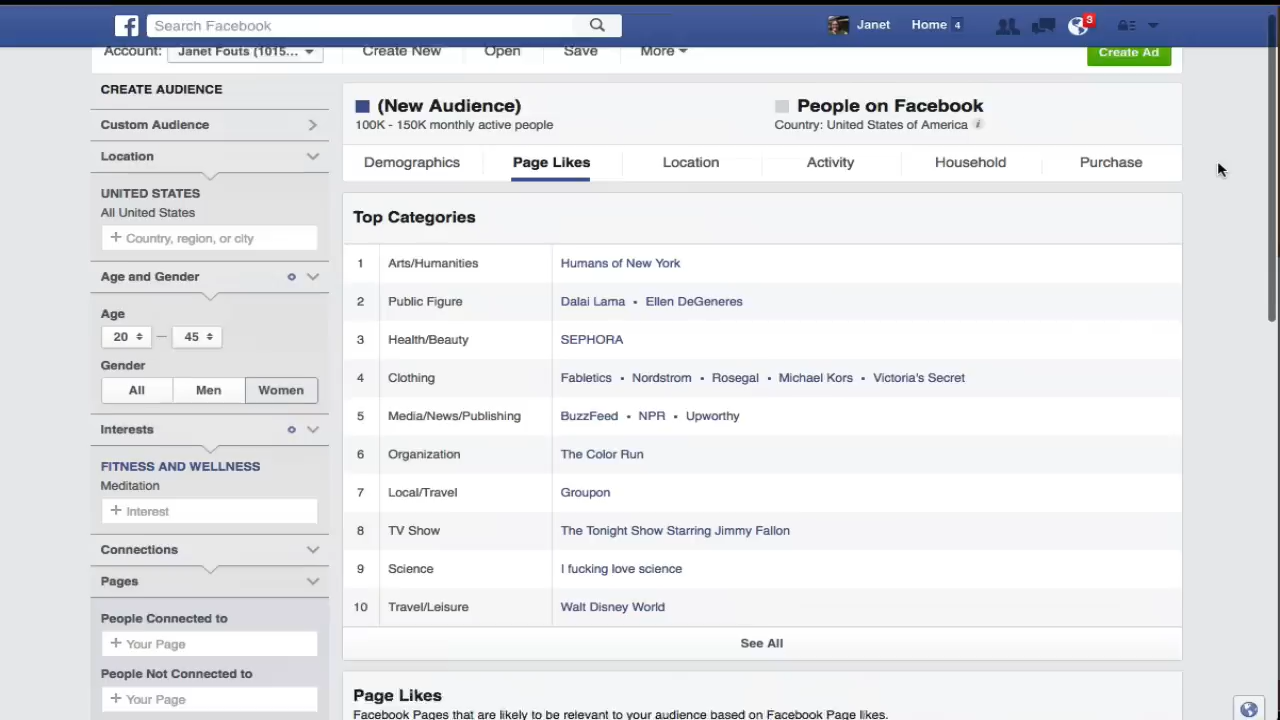 Search Facebook
Janet
Home 4
3
Account: Janet Fouts (1015... Create New Open Save More
Create Ad
CREATE AUDIENCE
Custom Audience
Location
UNITED STATES
All United States
+ Country, region, or city
Age and Gender
Age
20 — 45
Gender
All Men Women
Interests
FITNESS AND WELLNESS
Meditation
+ Interest
Connections
Pages
People Connected to
+ Your Page
People Not Connected to
+ Your Page
(New Audience)
100K - 150K monthly active people
People on Facebook
Country: United States of America i
Demographics Page Likes Location Activity Household Purchase
Top Categories
1 Arts/Humanities Humans of New York
2 Public Figure Dalai Lama • Ellen DeGeneres
3 Health/Beauty SEPHORA
4 Clothing Fabletics • Nordstrom • Rosegal • Michael Kors • Victoria's Secret
5 Media/News/Publishing BuzzFeed • NPR • Upworthy
6 Organization The Color Run
7 Local/Travel Groupon
8 TV Show The Tonight Show Starring Jimmy Fallon
9 Science I fucking love science
10 Travel/Leisure Walt Disney World
See All
Page Likes
Facebook Pages that are likely to be relevant to your audience based on Facebook Page likes.